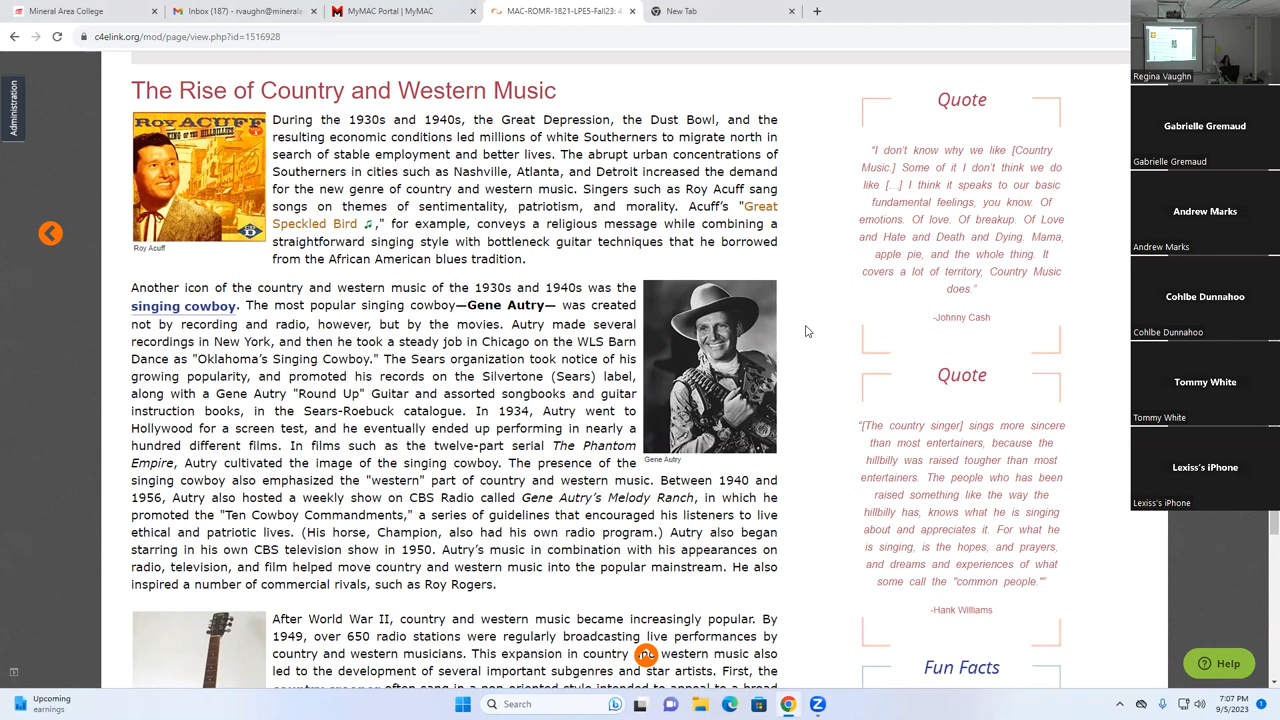 Mineral Area College
Inbox (187) - rvaughn@mineral
MyMAC Portal | MyMAC
MAC-ROMR-1821-LPE5-Fall23: 4
New Tab
c4elink.org/mod/page/view.php?id=1516928
Administration
The Rise of Country and Western Music
ROY ACUFF
KING OF THE HILLBILLIES
Roy Acuff
During the 1930s and 1940s, the Great Depression, the Dust Bowl, and the
resulting economic conditions led millions of white Southerners to migrate north in
search of stable employment and better lives. The abrupt urban concentrations of
Southerners in cities such as Nashville, Atlanta, and Detroit increased the demand
for the new genre of country and western music. Singers such as Roy Acuff sang
songs on themes of sentimentality, patriotism, and morality. Acuff's "Great
Speckled Bird ♬," for example, conveys a religious message while combining a
straightforward singing style with bottleneck guitar techniques that he borrowed
from the African American blues tradition.
Another icon of the country and western music of the 1930s and 1940s was the
singing cowboy. The most popular singing cowboy—Gene Autry— was created
not by recording and radio, however, but by the movies. Autry made several
recordings in New York, and then he took a steady job in Chicago on the WLS Barn
Dance as "Oklahoma's Singing Cowboy." The Sears organization took notice of his
growing popularity, and promoted his records on the Silvertone (Sears) label,
along with a Gene Autry "Round Up" Guitar and assorted songbooks and guitar
instruction books, in the Sears-Roebuck catalogue. In 1934, Autry went to
Hollywood for a screen test, and he eventually ended up performing in nearly a
hundred different films. In films such as the twelve-part serial The Phantom
Empire, Autry cultivated the image of the singing cowboy. The presence of the
singing cowboy also emphasized the "western" part of country and western music. Between 1940 and
1956, Autry also hosted a weekly show on CBS Radio called Gene Autry's Melody Ranch, in which he
promoted the "Ten Cowboy Commandments," a series of guidelines that encouraged his listeners to live
ethical and patriotic lives. (His horse, Champion, also had his own radio program.) Autry also began
starring in his own CBS television show in 1950. Autry's music in combination with his appearances on
radio, television, and film helped move country and western music into the popular mainstream. He also
inspired a number of commercial rivals, such as Roy Rogers.
Gene Autry
After World War II, country and western music became increasingly popular. By
1949, over 650 radio stations were regularly broadcasting live performances by
country and western musicians. This expansion in country and western music also
led to the development of several important subgenres and star artists. First, the
Quote
"I don't know why we like [Country
Music.] Some of it I don't think we do
like [...] I think it speaks to our basic
fundamental feelings, you know. Of
emotions. Of love. Of breakup. Of Love
and Hate and Death and Dying. Mama,
apple pie, and the whole thing. It
covers a lot of territory, Country Music
does."
-Johnny Cash
Quote
"[The country singer] sings more sincere
than most entertainers, because the
hillbilly was raised tougher than most
entertainers. The people who has been
raised something like the way the
hillbilly has, knows what he is singing
about and appreciates it. For what he
is singing, is the hopes, and prayers,
and dreams and experiences of what
some call the "common people.""
-Hank Williams
Fun Facts
Help
Regina Vaughn
Gabrielle Gremaud
Gabrielle Gremaud
Andrew Marks
Andrew Marks
Cohlbe Dunnahoo
Cohlbe Dunnahoo
Tommy White
Tommy White
Lexiss's iPhone
Lexiss's iPhone
Upcoming
earnings
Search
7:07 PM
9/5/2023